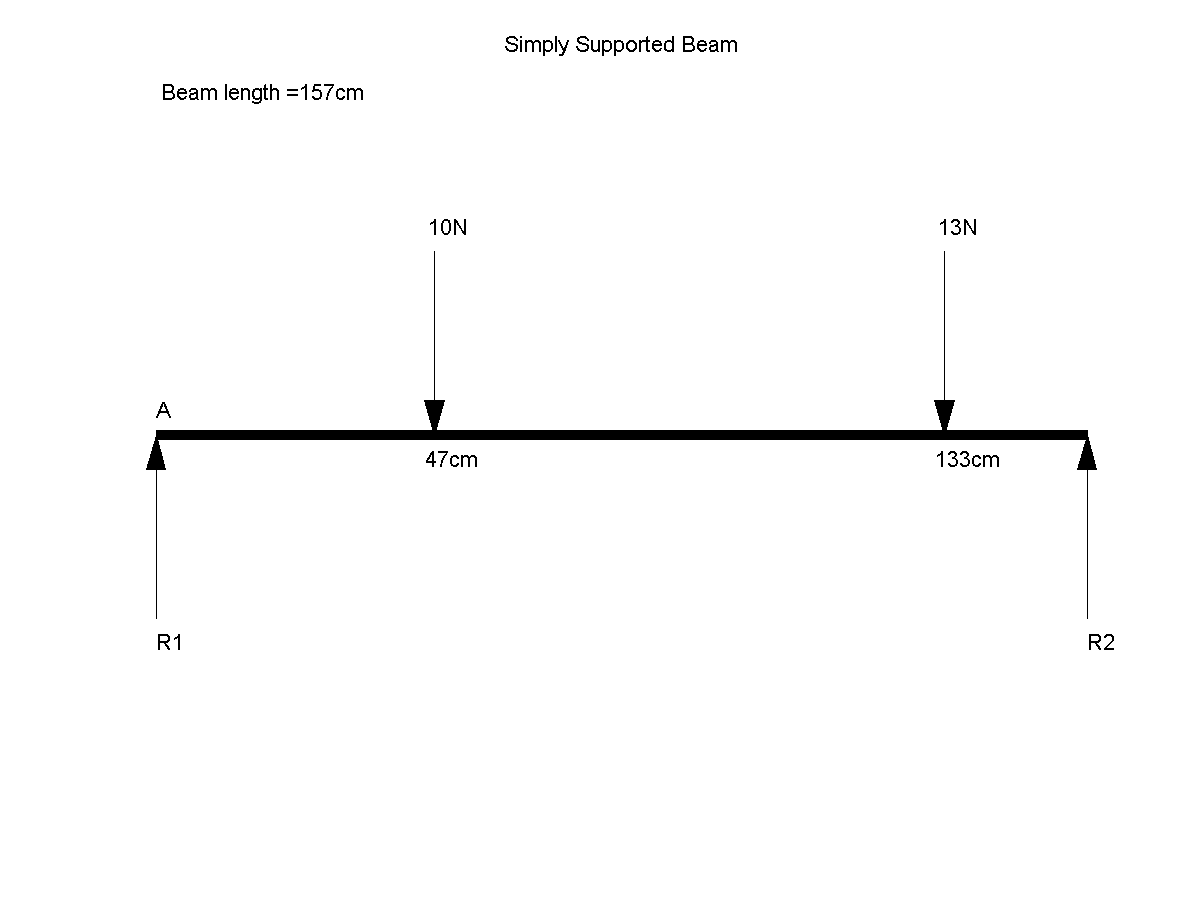 Simply Supported Beam
Beam length =157cm
10N
13N
A
47cm
133cm
R1
R2